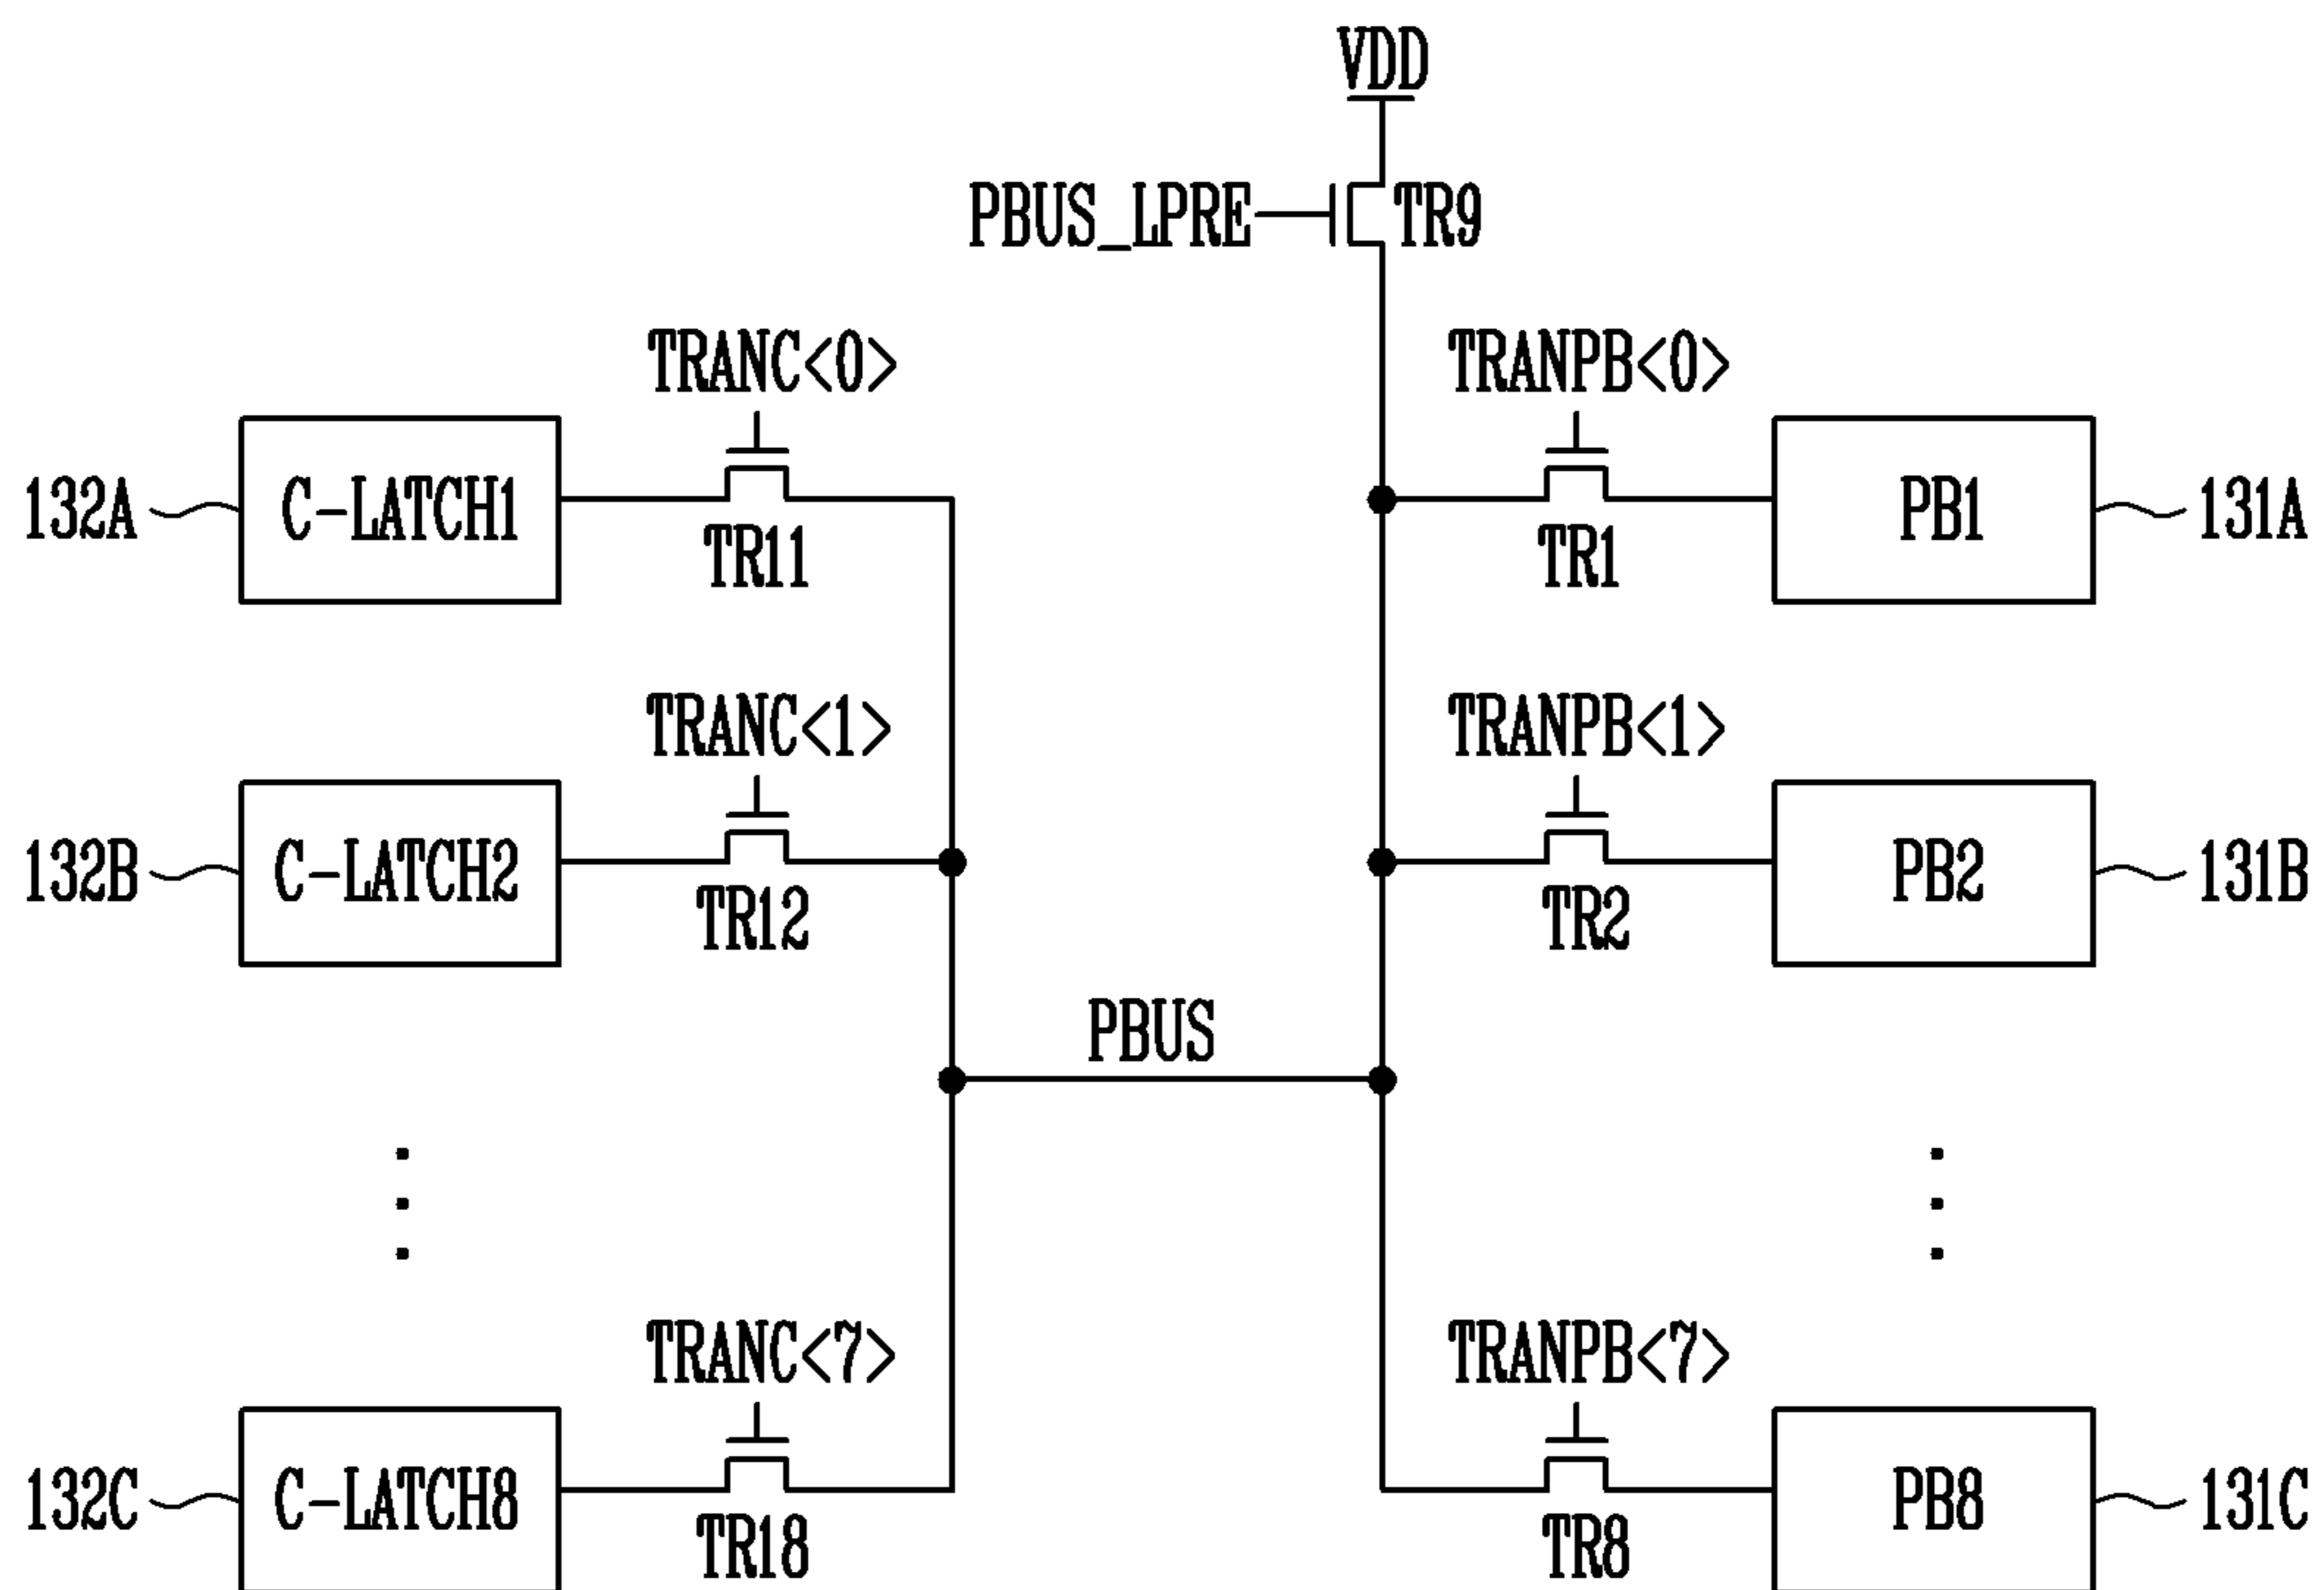 VDD
PBUS_LPRE TR9
TRANC<0> TRANPB<0>
132A C-LATCH1 PB1 131A
TR11 TR1
TRANC<1> TRANPB<1>
132B C-LATCH2 PB2 131B
TR12 TR2
PBUS
TRANC<7> TRANPB<7>
132C C-LATCH8 PB8 131C
TR18 TR8